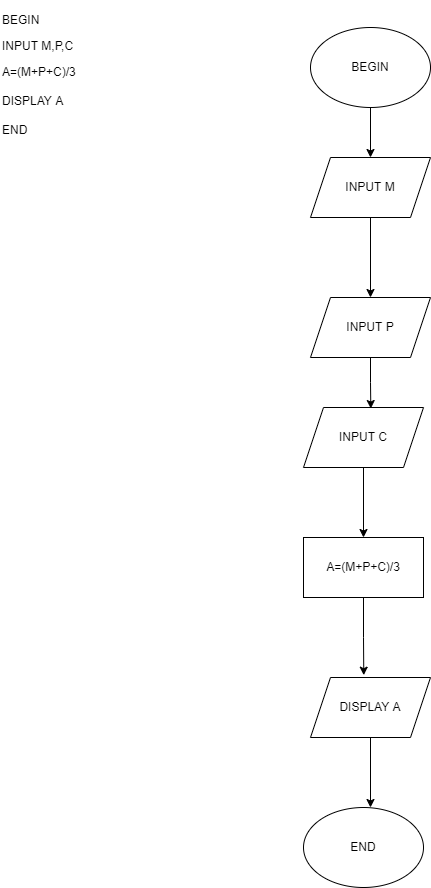 BEGIN
INPUT M,P,C
A=(M+P+C)/3
DISPLAY A
END
BEGIN
INPUT M
INPUT P
INPUT C
A=(M+P+C)/3
DISPLAY A
END